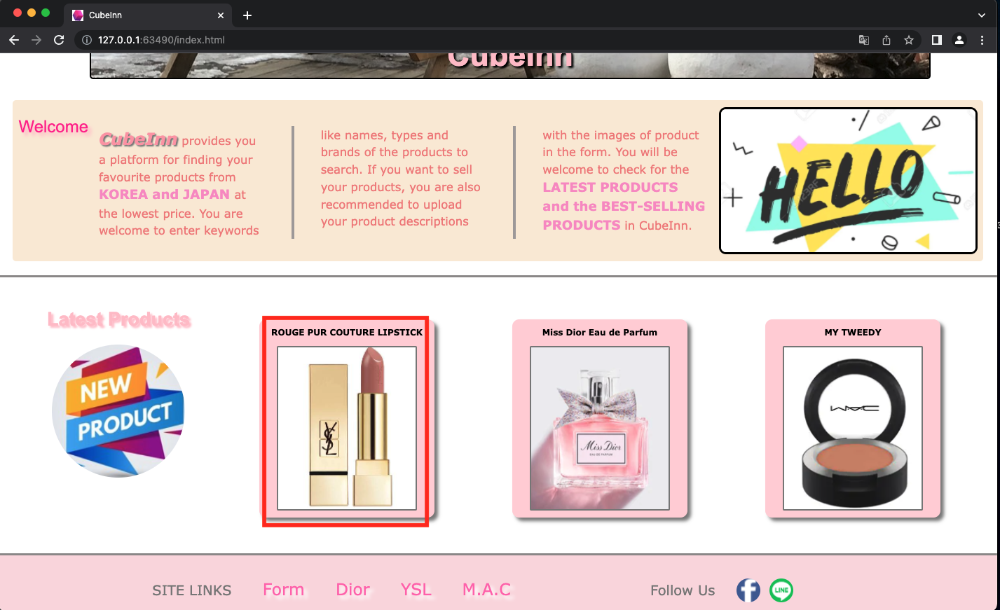 CubeInn
127.0.0.1:63490/index.html
CubeInn
Welcome
CubeInn provides you
a platform for finding your
favourite products from
KOREA and JAPAN at
the lowest price. You are
welcome to enter keywords
like names, types and
brands of the products to
search. If you want to sell
your products, you are also
recommended to upload
your product descriptions
with the images of product
in the form. You will be
welcome to check for the
LATEST PRODUCTS
and the BEST-SELLING
PRODUCTS in CubeInn.
HELLO
Latest Products
NEW
PRODUCT
ROUGE PUR COUTURE LIPSTICK
YSL
Miss Dior Eau de Parfum
Miss Dior
EAU DE PARFUM
MY TWEEDY
MAC
SITE LINKS
Form
Dior
YSL
M.A.C
Follow Us
f
LINE